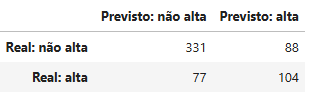 Previsto: não alta Previsto: alta
Real: não alta 331 88
Real: alta 77 104